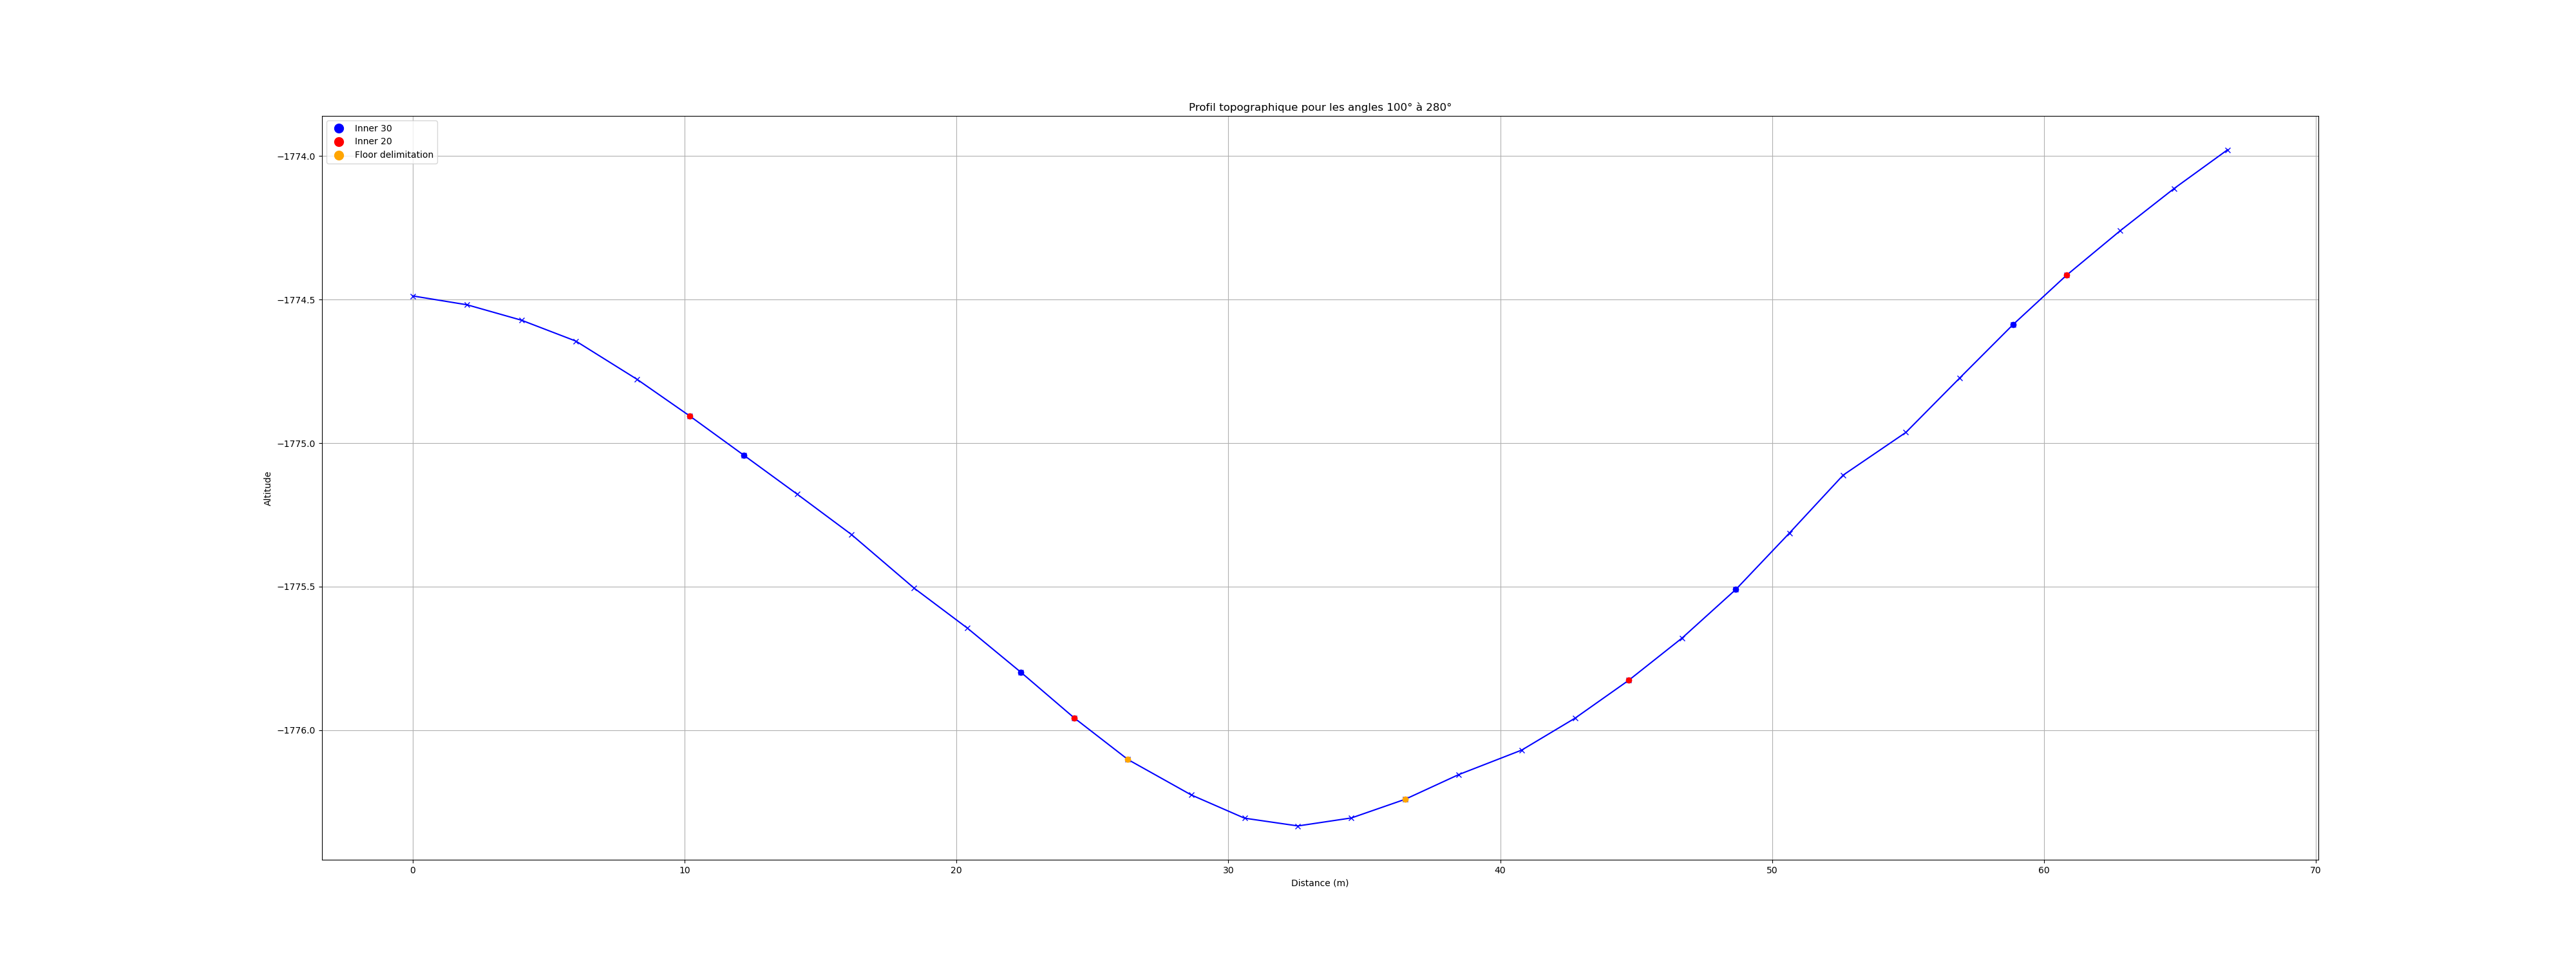 Profil topographique pour les angles 100° à 280°
Inner 30
Inner 20
Floor delimitation
−1774.0
−1774.5
−1775.0
−1775.5
−1776.0
Altitude
0 10 20 30 40 50 60 70
Distance (m)